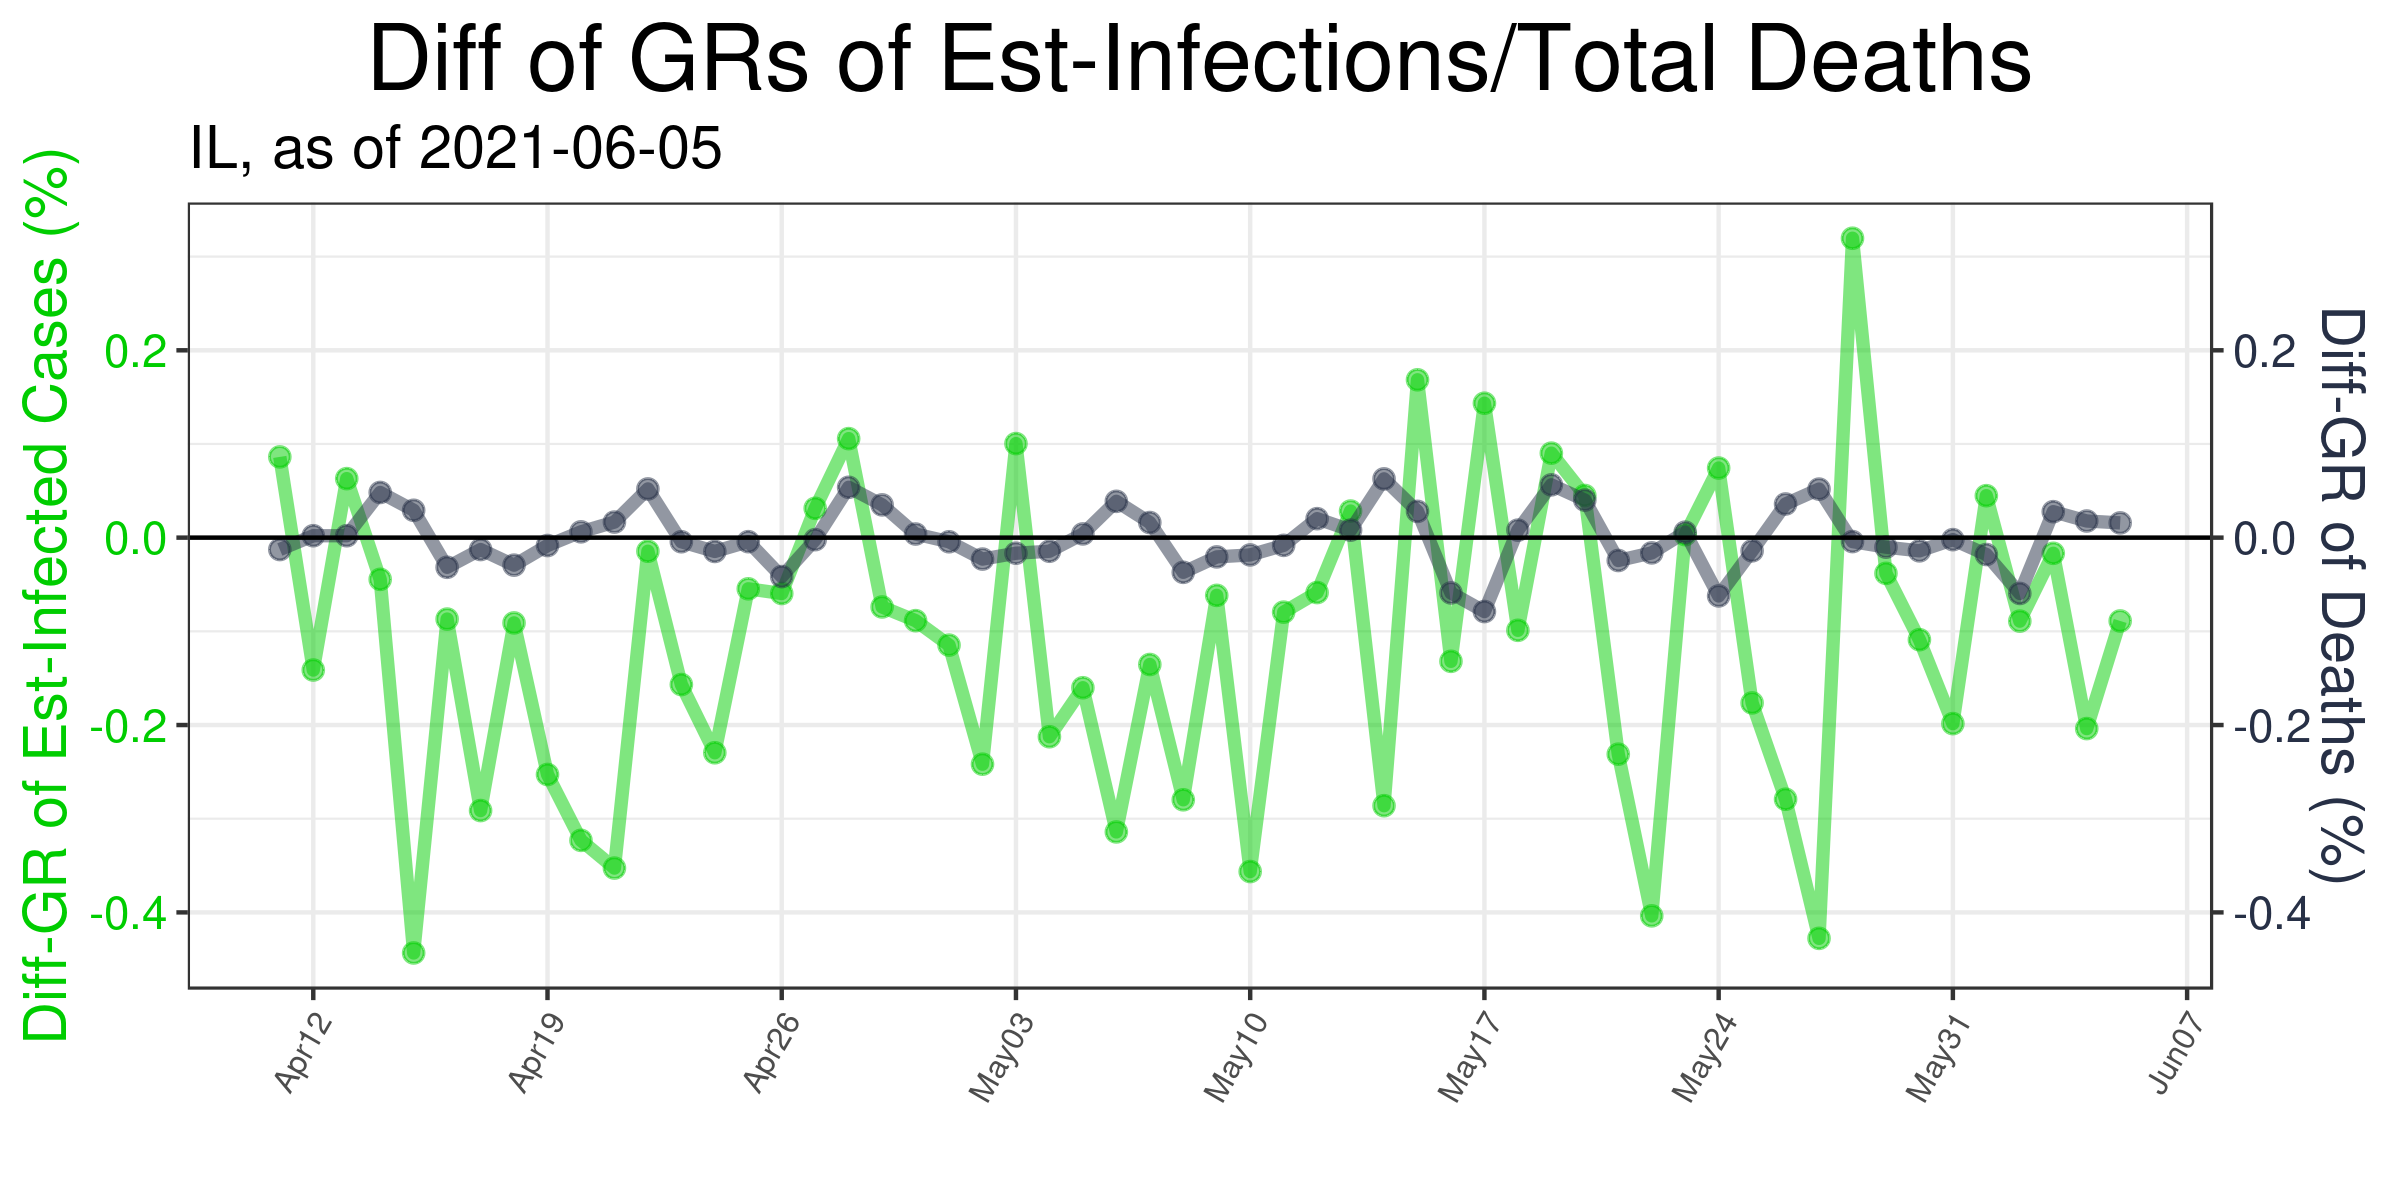 Diff of GRs of Est-Infections/Total Deaths
IL, as of 2021-06-05
Diff-GR of Est-Infected Cases (%)
0.2
0.0
-0.2
-0.4
0.2
0.0
-0.2
-0.4
Diff-GR of Deaths (%)
Apr12
Apr19
Apr26
May03
May10
May17
May24
May31
Jun07